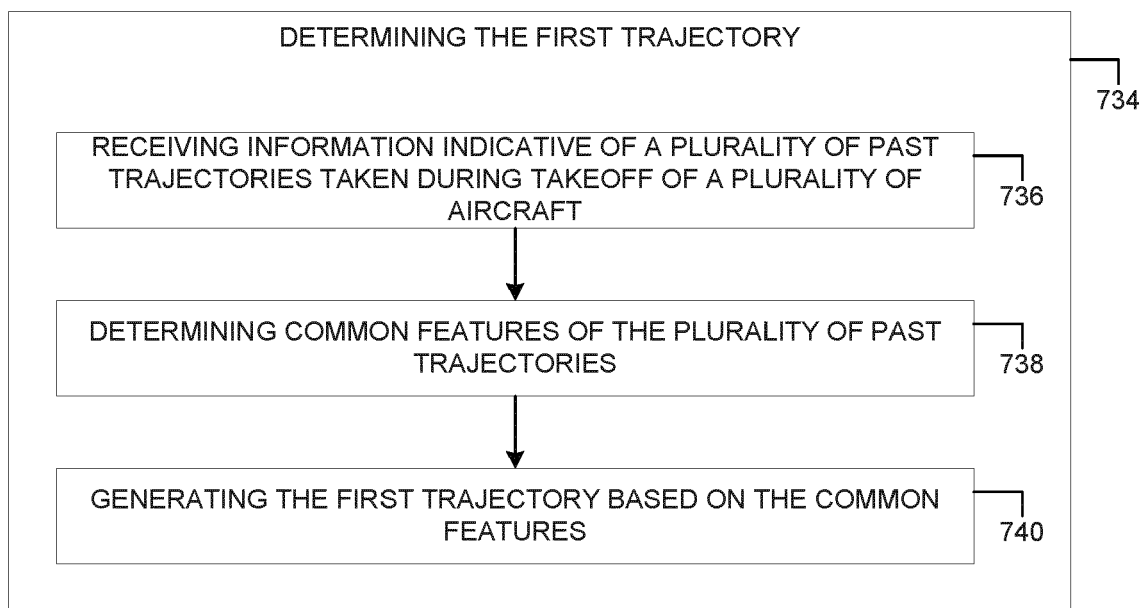 DETERMINING THE FIRST TRAJECTORY
734
RECEIVING INFORMATION INDICATIVE OF A PLURALITY OF PAST
TRAJECTORIES TAKEN DURING TAKEOFF OF A PLURALITY OF
AIRCRAFT
736
DETERMINING COMMON FEATURES OF THE PLURALITY OF PAST
TRAJECTORIES
738
GENERATING THE FIRST TRAJECTORY BASED ON THE COMMON
FEATURES
740